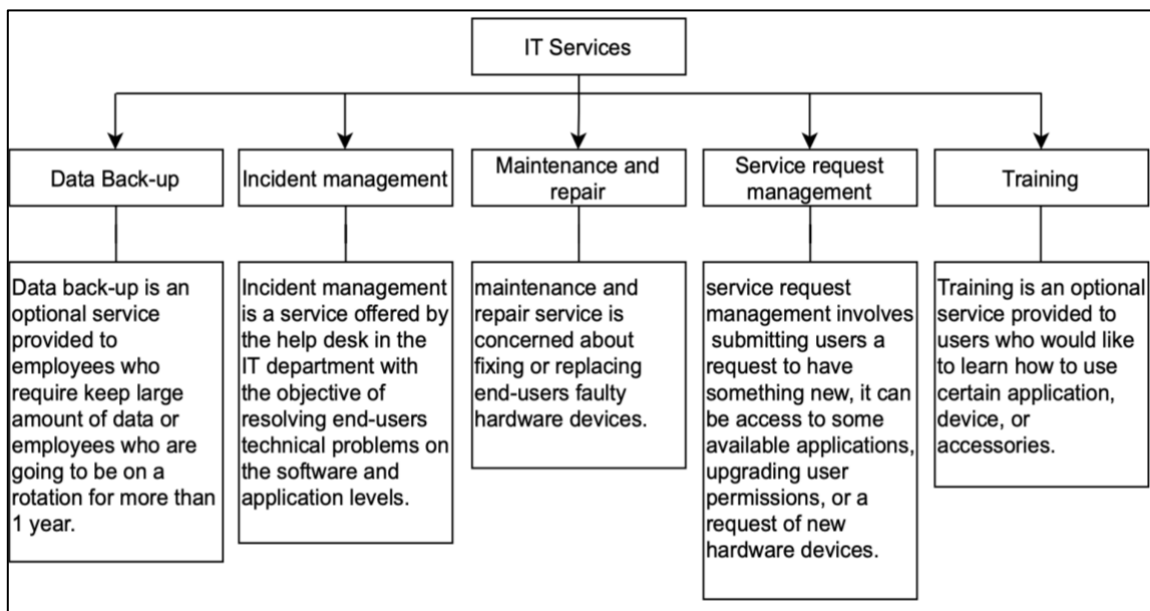 IT Services
Data Back-up
Incident management
Maintenance and
repair
Service request
management
Training
Data back-up is an
optional service
provided to
employees who
require keep large
amount of data or
employees who are
going to be on a
rotation for more than
1 year.
Incident management
is a service offered by
the help desk in the
IT department with
the objective of
resolving end-users
technical problems on
the software and
application levels.
maintenance and
repair service is
concerned about
fixing or replacing
end-users faulty
hardware devices.
service request
management involves
submitting users a
request to have
something new, it can
be access to some
available applications,
upgrading user
permissions, or a
request of new
hardware devices.
Training is an optional
service provided to
users who would like
to learn how to use
certain application,
device, or
accessories.